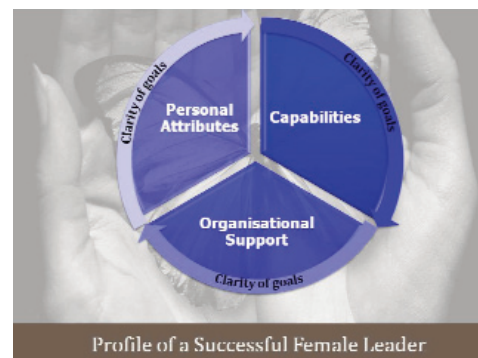 Clarity of goals
Personal
Attributes
Capabilities
Clarity of goals
Organisational
Support
Clarity of goals
Profile of a Successful Female Leader